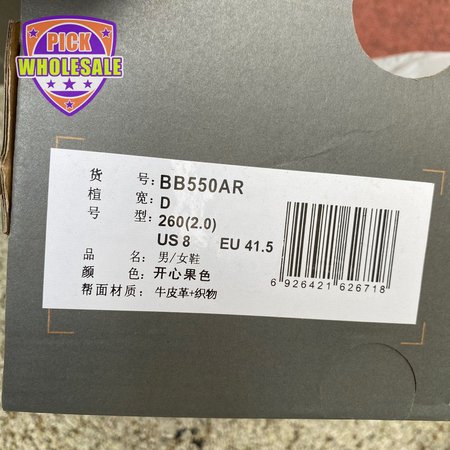 PICK
WHOLESALE
货 号: BB550AR
楦 宽: D
号 型: 260(2.0)
US 8 EU 41.5
品 名: 男/女鞋
颜 色: 开心果色
帮面材质: 牛皮革+织物
6 926421 626718